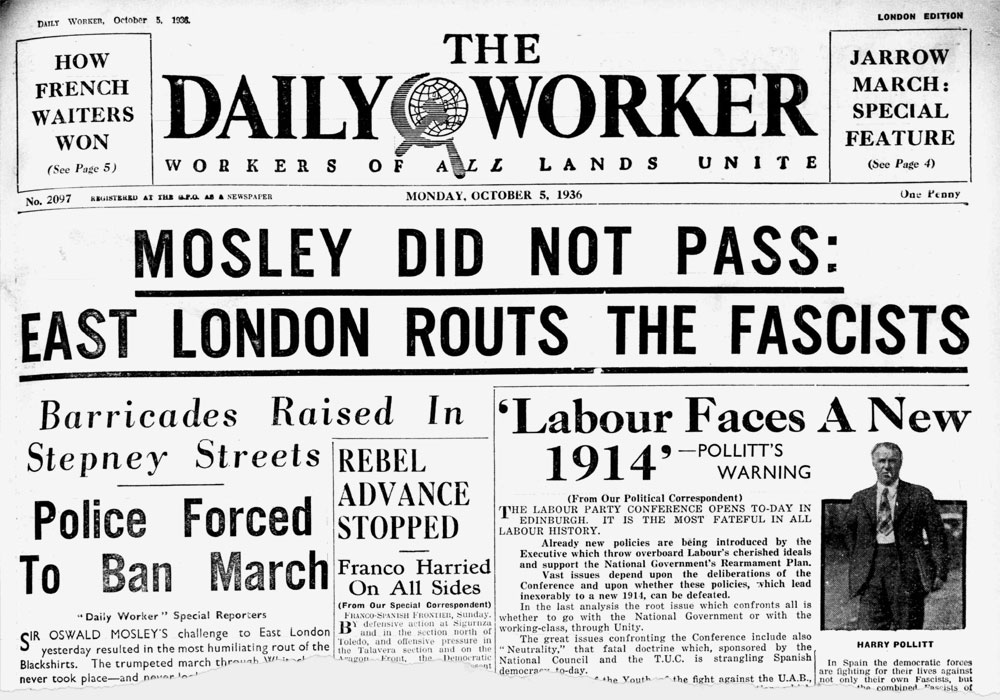 DAILY WORKER, October 5, 1936.
LONDON EDITION
HOW
FRENCH
WAITERS
WON
(See Page 5)
THE
DAILY WORKER
WORKERS OF ALL LANDS UNITE
JARROW
MARCH:
SPECIAL
FEATURE
(See Page 4)
No. 2097
REGISTERED AT THE G.P.O. AS A NEWSPAPER
MONDAY, OCTOBER 5, 1936
One Penny
MOSLEY DID NOT PASS:
EAST LONDON ROUTS THE FASCISTS
Barricades Raised In
Stepney Streets
Police Forced
To Ban March
"Daily Worker" Special Reporters
SIR OSWALD MOSLEY'S challenge to East London
yesterday resulted in the most humiliating rout of the
Blackshirts. The trumpeted march through
never took place—and never
REBEL
ADVANCE
STOPPED
Franco Harried
On All Sides
(From Our Special Correspondent)
FRANCO-SPANISH FRONTIER, Sunday.
BY defensive action at Siguenza
and in the section north of
Toledo, and offensive pressure in
the Talavera section and on the
Aragon Front, the Democratic
'Labour Faces A New
1914'—POLLITT'S
WARNING
(From Our Political Correspondent)
THE LABOUR PARTY CONFERENCE OPENS TO-DAY IN
EDINBURGH. IT IS THE MOST FATEFUL IN ALL
LABOUR HISTORY.
Already new policies are being introduced by the
Executive which throw overboard Labour's cherished ideals
and support the National Government's Rearmament Plan.
Vast issues depend upon the deliberations of the
Conference and upon whether these policies, which lead
inexorably to a new 1914, can be defeated.
In the last analysis the root issue which confronts all is
whether to go with the National Government or with the
working-class, through Unity.
The great issues confronting the Conference include also
"Neutrality," that fatal doctrine which, sponsored by the
National Council and the T.U.C. is strangling Spanish
democracy to-day.
of the Youth of the fight against the U.A.B.,
HARRY POLLITT
In Spain the democratic forces
are fighting for their lives against
not only their own Fascists, but
the combined Fascists of